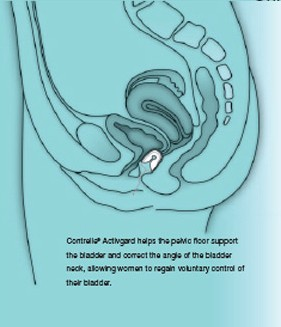 Contrelle® Activgard helps the pelvic floor support
the bladder and correct the angle of the bladder
neck, allowing women to regain voluntary control of
their bladder.